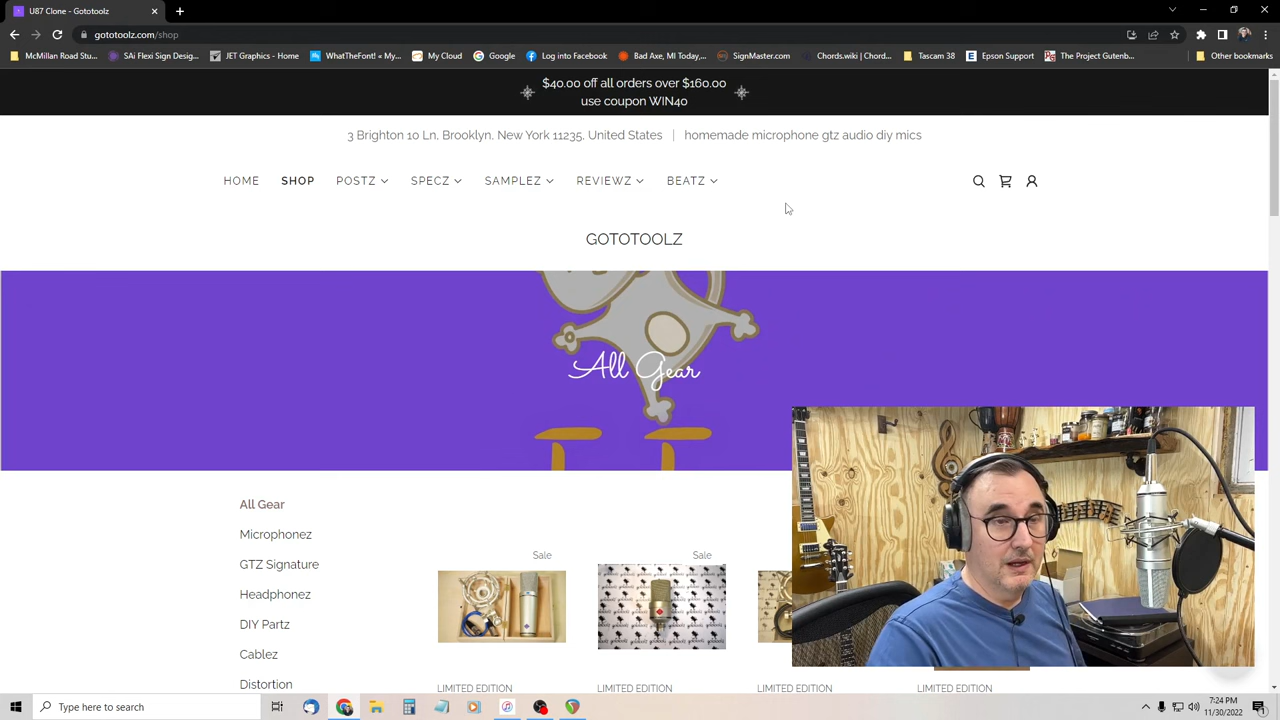 U87 Clone - Gototoolz
gototoolz.com/shop
McMillan Road Stu... SAi Flexi Sign Design... JET Graphics - Home WhatTheFont! « My... My Cloud Google Log into Facebook Bad Axe, MI Today,... SignMaster.com Chords.wiki | Chord... Tascam 38 Epson Support The Project Gutenb... Other bookmarks
$40.00 off all orders over $160.00
use coupon WIN40
3 Brighton 10 Ln, Brooklyn, New York 11235, United States | homemade microphone gtz audio diy mics
HOME SHOP POSTZ SPECZ SAMPLEZ REVIEWZ BEATZ
GOTOTOOLZ
All Gear
All Gear
Microphonez
GTZ Signature
Headphonez
DIY Partz
Cablez
Distortion
Sale Sale
LIMITED EDITION LIMITED EDITION LIMITED EDITION LIMITED EDITION
Type here to search
7:24 PM
11/30/2022